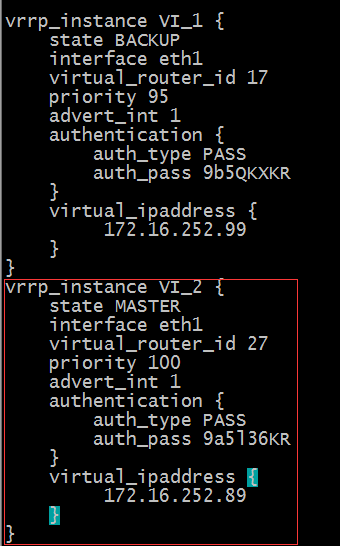 vrrp_instance VI_1 {
    state BACKUP
    interface eth1
    virtual_router_id 17
    priority 95
    advert_int 1
    authentication {
        auth_type PASS
        auth_pass 9b5QKXKR
    }
    virtual_ipaddress {
         172.16.252.99
    }
}
vrrp_instance VI_2 {
    state MASTER
    interface eth1
    virtual_router_id 27
    priority 100
    advert_int 1
    authentication {
        auth_type PASS
        auth_pass 9a5l36KR
    }
    virtual_ipaddress {
         172.16.252.89
    }
}